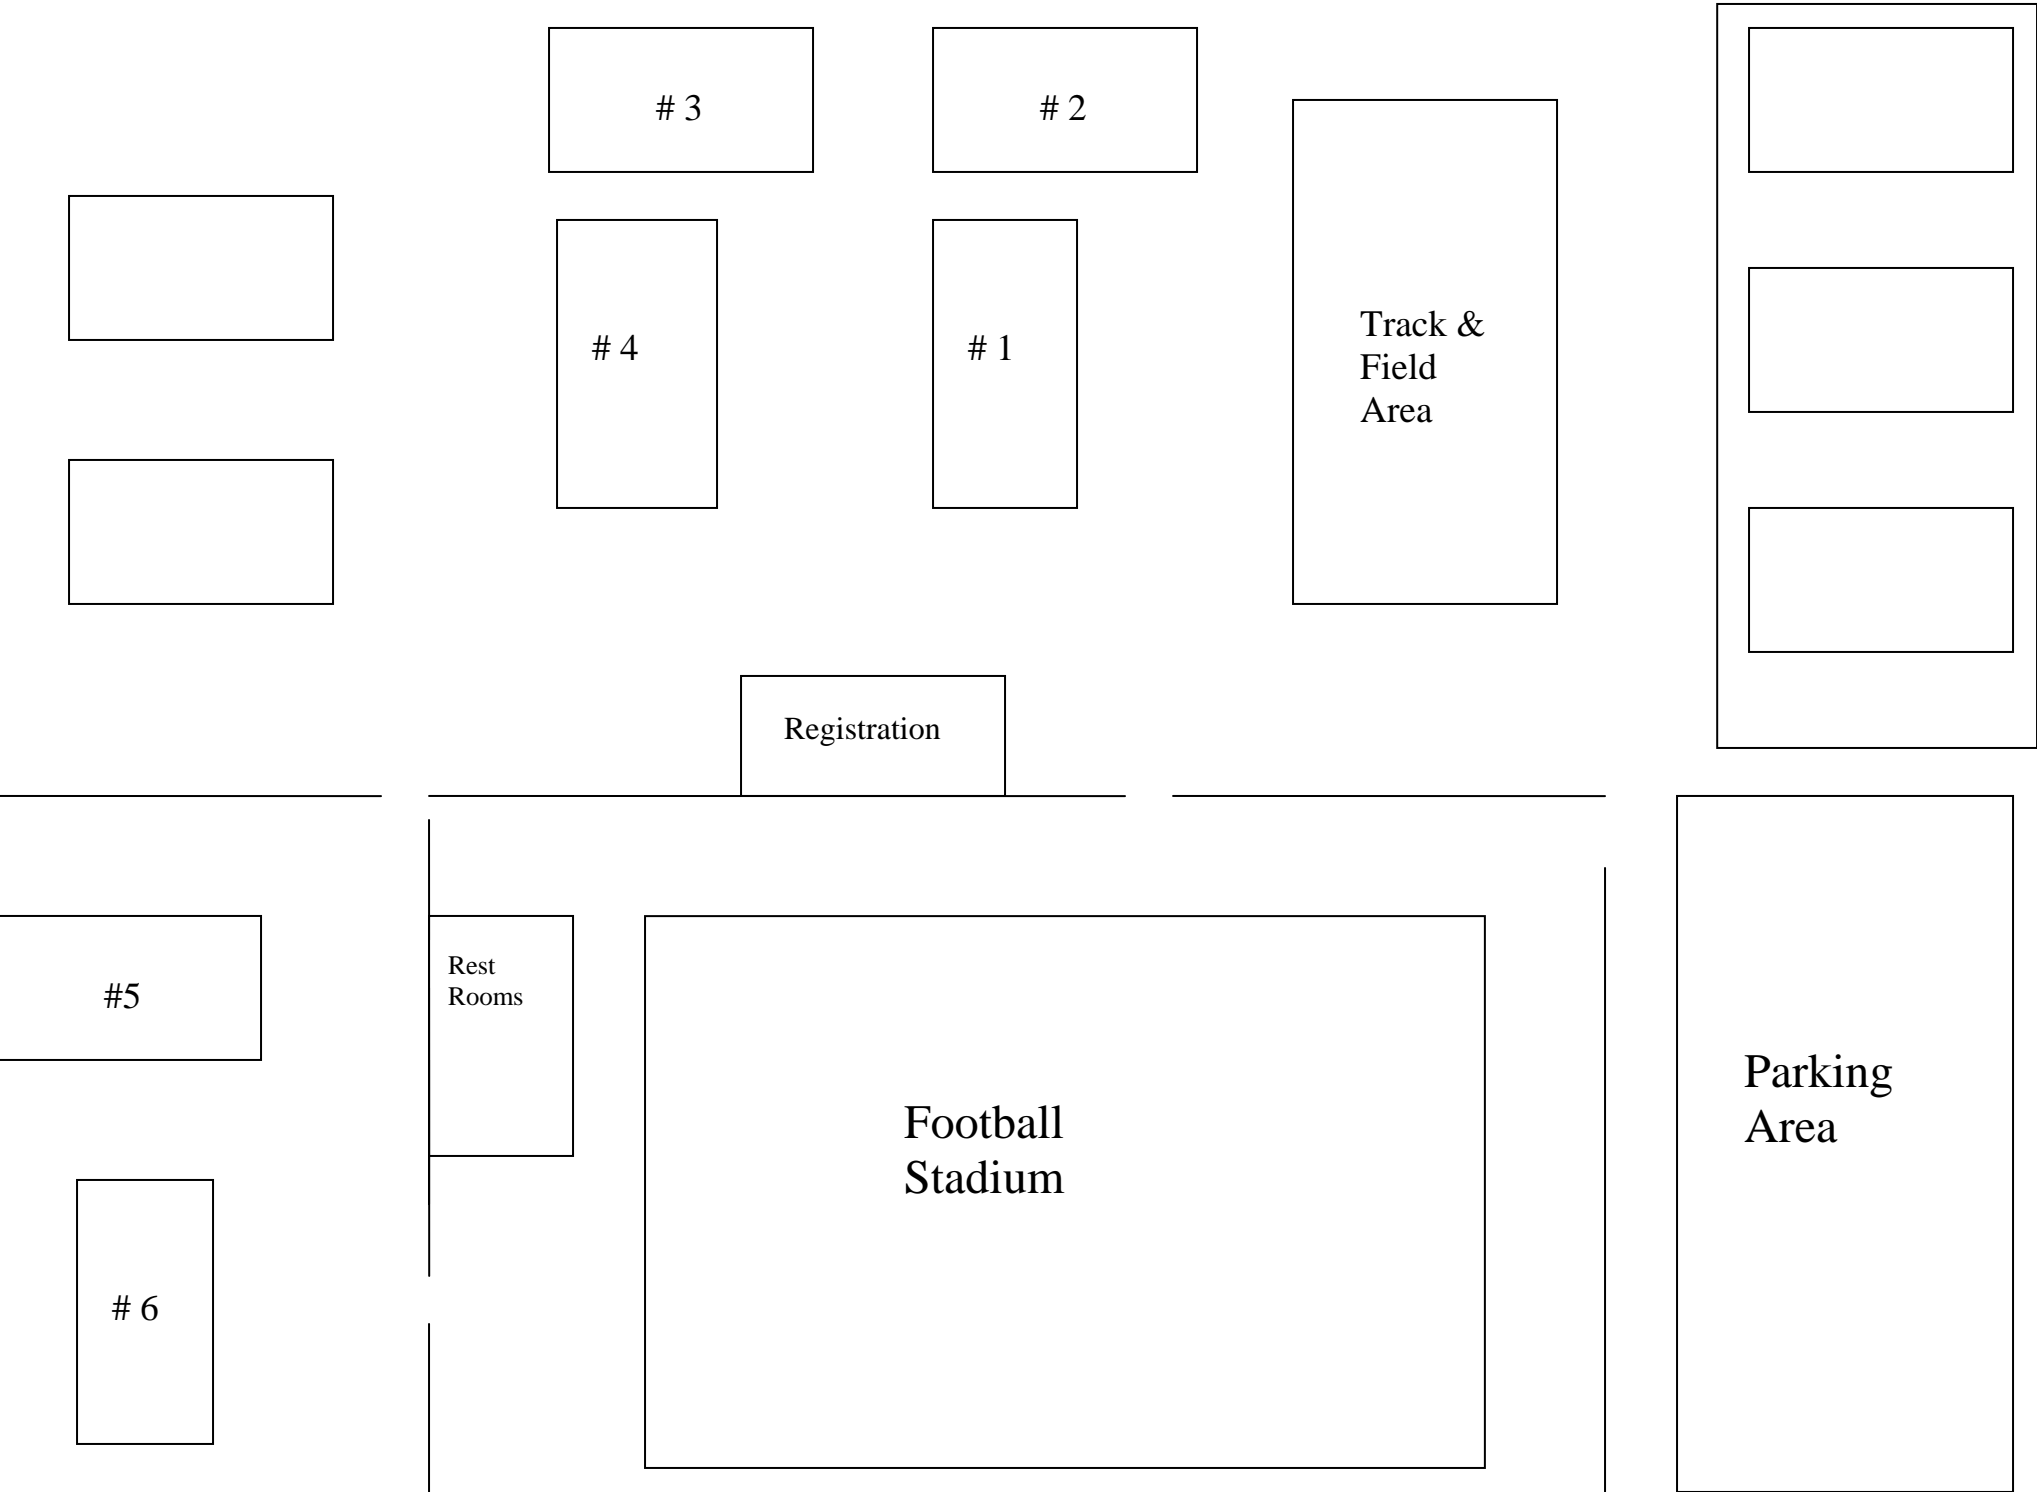 # 3
# 2
# 4
# 1
Track &
Field
Area
Registration
#5
Rest
Rooms
Football
Stadium
Parking
Area
# 6